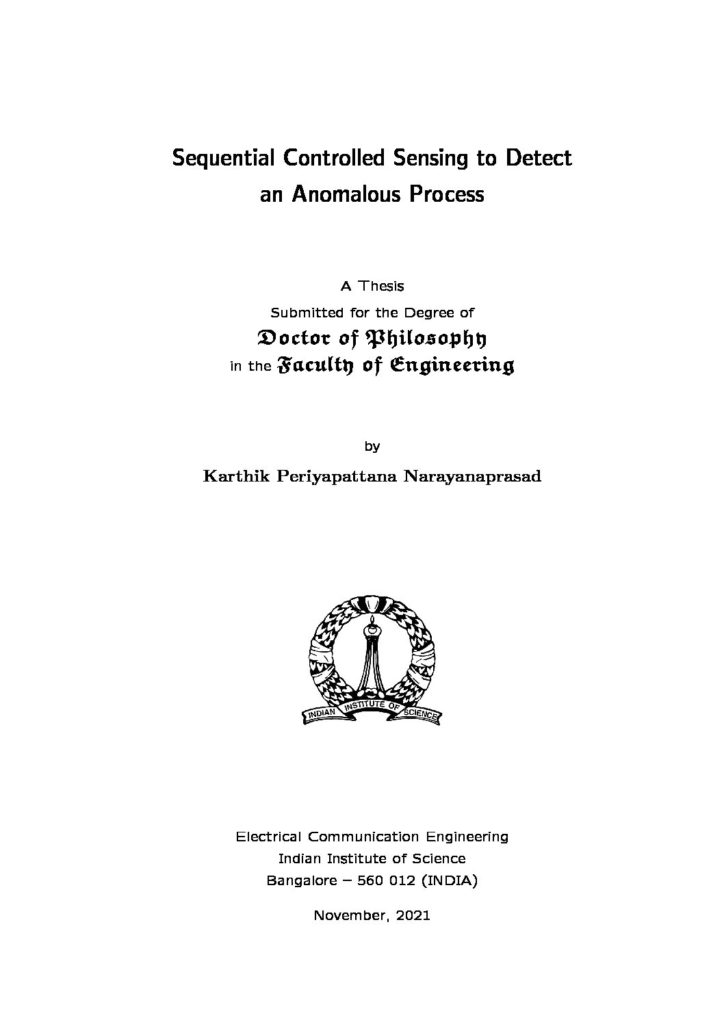 Sequential Controlled Sensing to Detect
an Anomalous Process
A Thesis
Submitted for the Degree of
Doctor of Philosophy
in the Faculty of Engineering
by
Karthik Periyapattana Narayanaprasad
INDIAN INSTITUTE OF SCIENCE
Electrical Communication Engineering
Indian Institute of Science
Bangalore – 560 012 (INDIA)
November, 2021